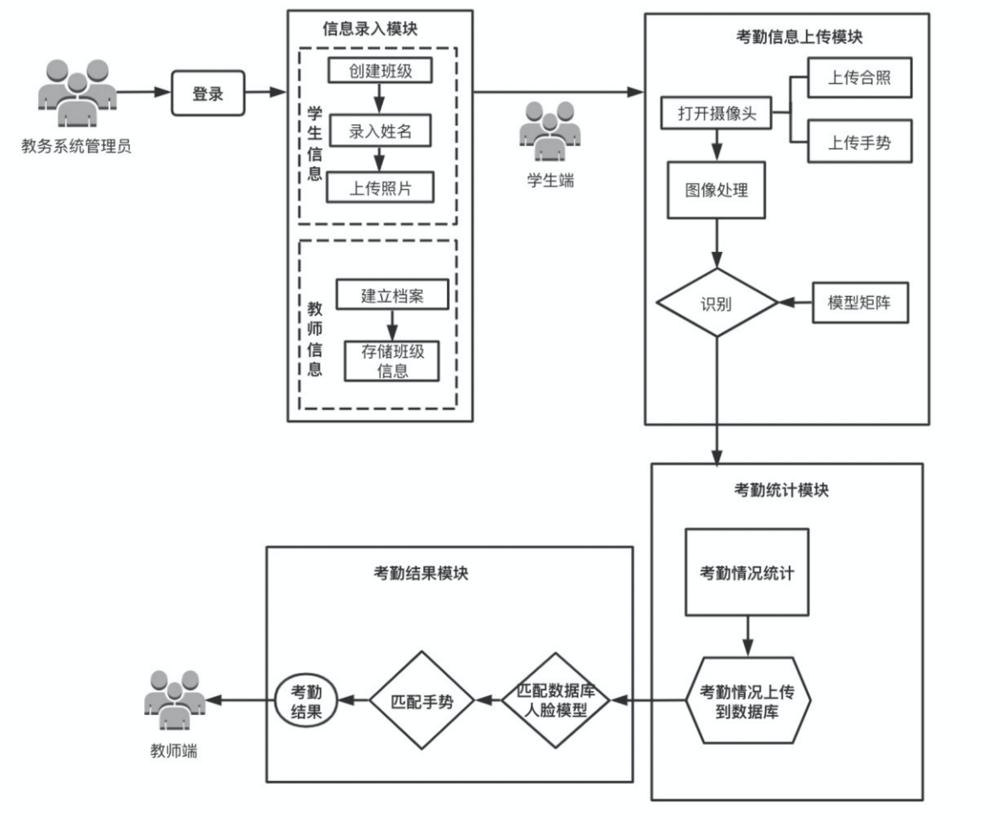 教务系统管理员
登录
信息录入模块
学生信息
创建班级
录入姓名
上传照片
教师信息
建立档案
存储班级
信息
学生端
考勤信息上传模块
打开摄像头
上传合照
上传手势
图像处理
识别
模型矩阵
考勤统计模块
考勤情况统计
考勤情况上传
到数据库
考勤结果模块
匹配数据库
人脸模型
匹配手势
考勤
结果
教师端